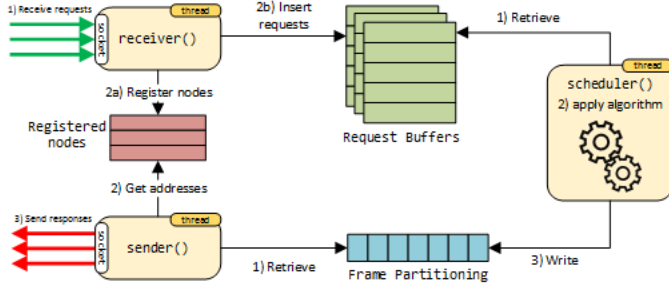 1) Receive requests
thread
socket
receiver()
2b) Insert
requests
1) Retrieve
thread
scheduler()
2) apply algorithm
2a) Register nodes
Registered
nodes
Request Buffers
2) Get addresses
3) Send responses
thread
socket
sender()
1) Retrieve
Frame Partitioning
3) Write